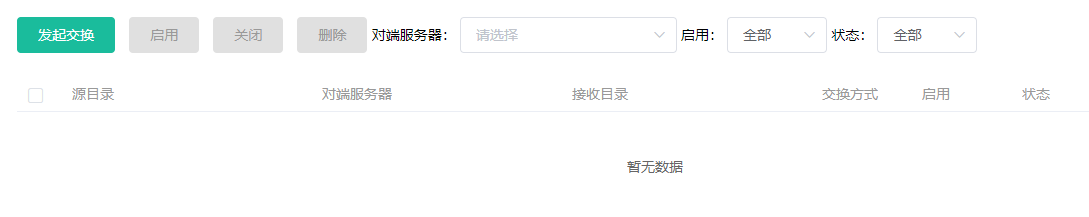 发起交换 启用 关闭 删除 对端服务器： 请选择 启用： 全部 状态： 全部
源目录 对端服务器 接收目录 交换方式 启用 状态
暂无数据